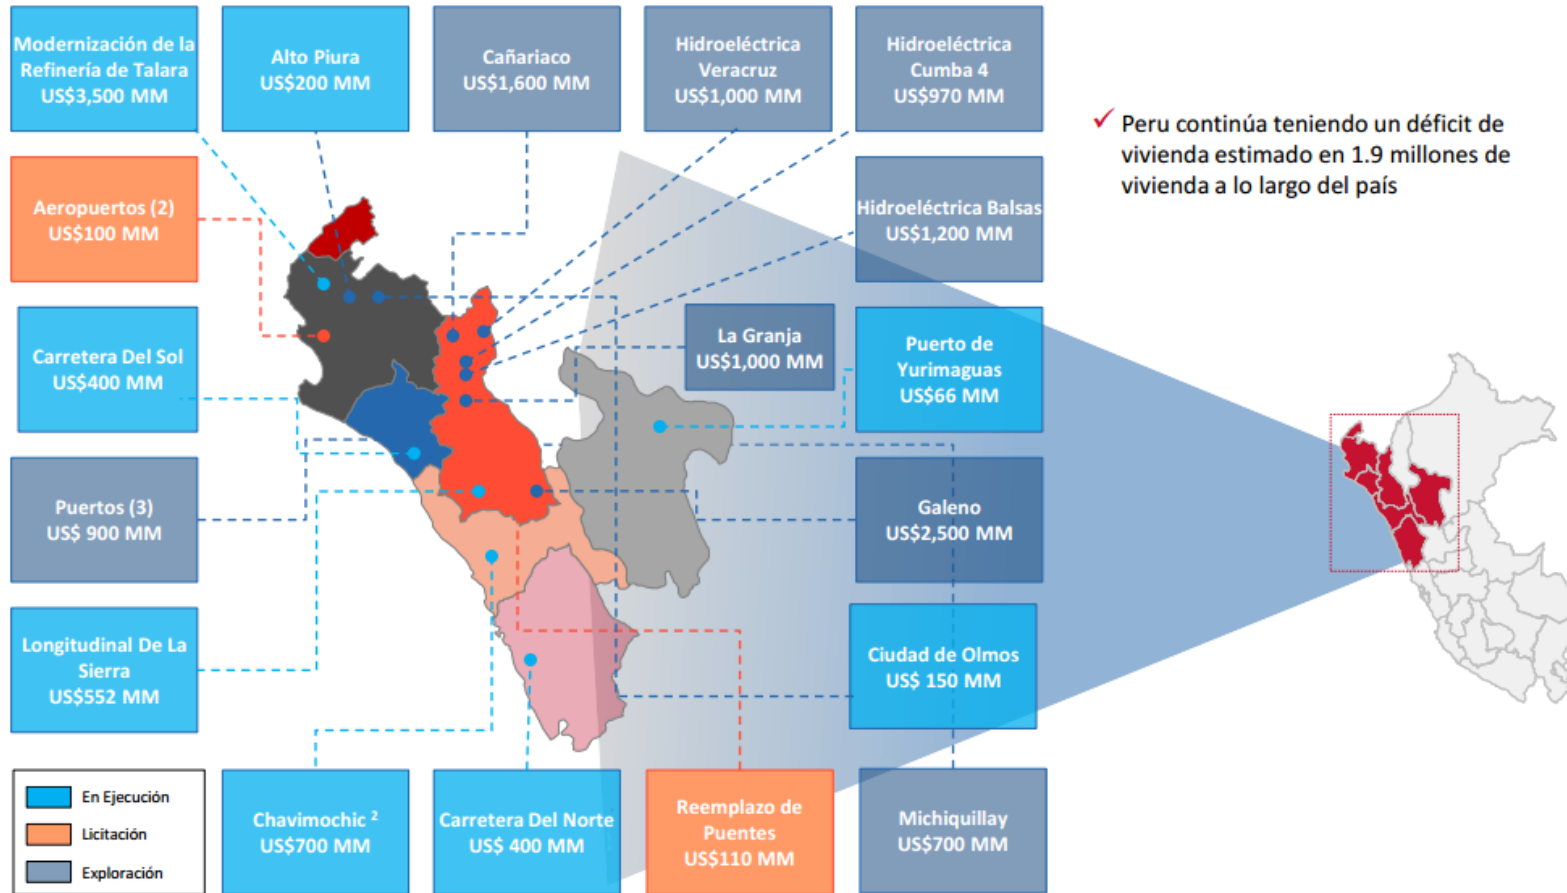 Modernización de la
Refinería de Talara
US$3,500 MM
Alto Piura
US$200 MM
Cañariaco
US$1,600 MM
Hidroeléctrica
Veracruz
US$1,000 MM
Hidroeléctrica
Cumba 4
US$970 MM
✓ Peru continúa teniendo un déficit de
vivienda estimado en 1.9 millones de
vivienda a lo largo del país
Aeropuertos (2)
US$100 MM
Hidroeléctrica Balsas
US$1,200 MM
Carretera Del Sol
US$400 MM
La Granja
US$1,000 MM
Puerto de
Yurimaguas
US$66 MM
Puertos (3)
US$ 900 MM
Galeno
US$2,500 MM
Longitudinal De La
Sierra
US$552 MM
Ciudad de Olmos
US$ 150 MM
En Ejecución
Licitación
Exploración
Chavimochic ²
US$700 MM
Carretera Del Norte
US$ 400 MM
Reemplazo de
Puentes
US$110 MM
Michiquillay
US$700 MM